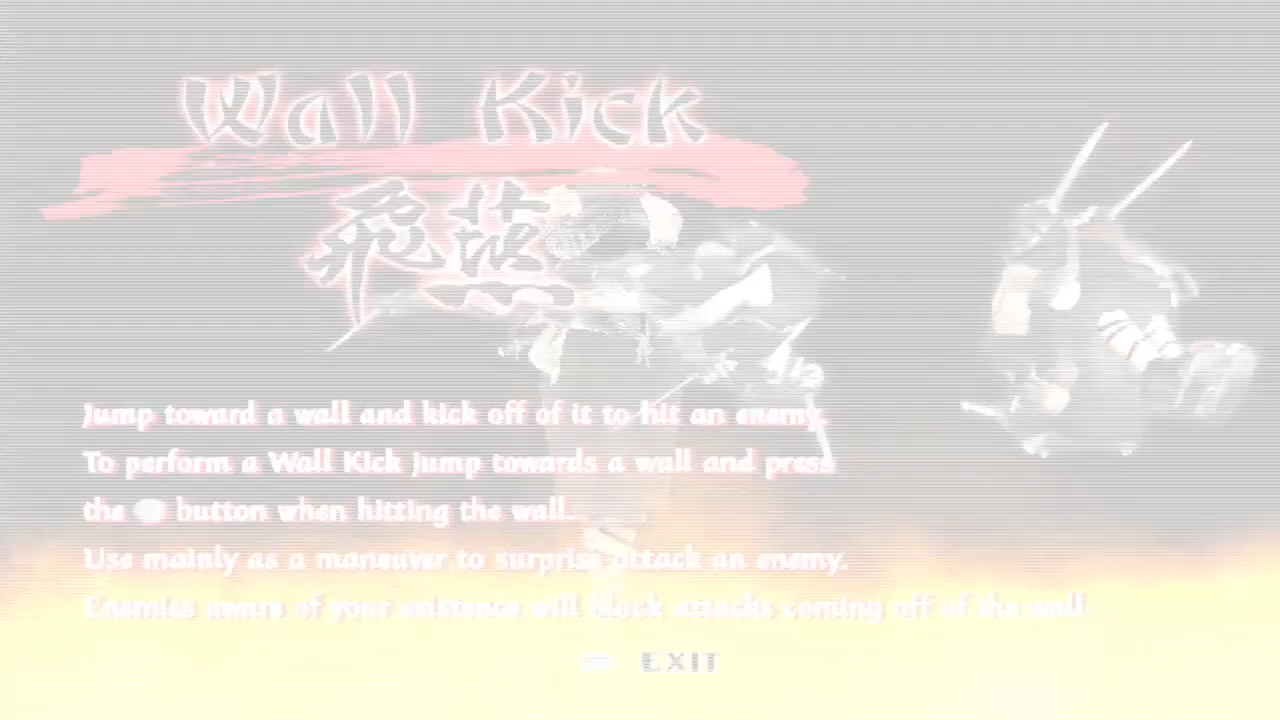 Wall Kick
飛燕
Jump toward a wall and kick off of it to hit an enemy.
To perform a Wall Kick Jump towards a wall and press
the button when hitting the wall.
Use mainly as a maneuver to surprise attack an enemy.
Enemies aware of your existence will block attacks coming off of the wall.
EXIT